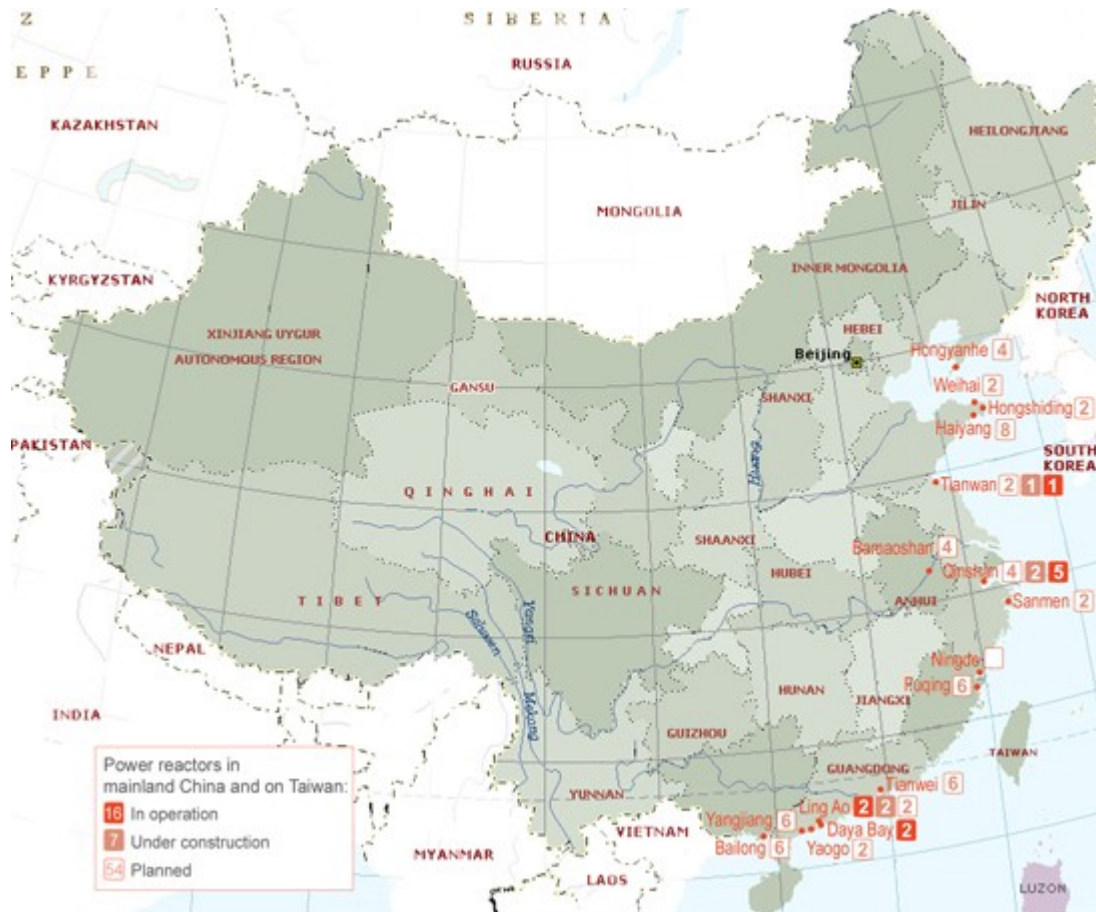 Z
SIBERIA
EPPE
RUSSIA
KAZAKHSTAN
HEILONGJIANG
MONGOLIA
JILIN
KYRGYZSTAN
INNER MONGOLIA
NORTH
KOREA
XINJIANG UYGUR
AUTONOMOUS REGION
HEBEI
Beijing
Hongyanhe 4
GANSU
SHANXI
Weihai 2
Hongshiding 2
Haiyang 8
PAKISTAN
SOUTH
KOREA
Huang
QINGHAI
Tianwan 2 1 1
CHINA
SHAANXI
Bamaoshan 4
HUBEI
Qinshan 4 2 5
SICHUAN
ANHUI
TIBET
Sanmen 2
Yangzi
Salween
NEPAL
Ningde
Fuqing 6
HUNAN
JIANGXI
Mekong
INDIA
GUIZHOU
TAIWAN
Power reactors in
mainland China and on Taiwan:
16 In operation
7 Under construction
54 Planned
GUANGDONG
Tianwei 6
YUNNAN
Ling Ao 2 2 2
Yangjiang 6
Daya Bay 2
VIETNAM
Bailong 6
Yaogo 2
MYANMAR
LAOS
LUZON